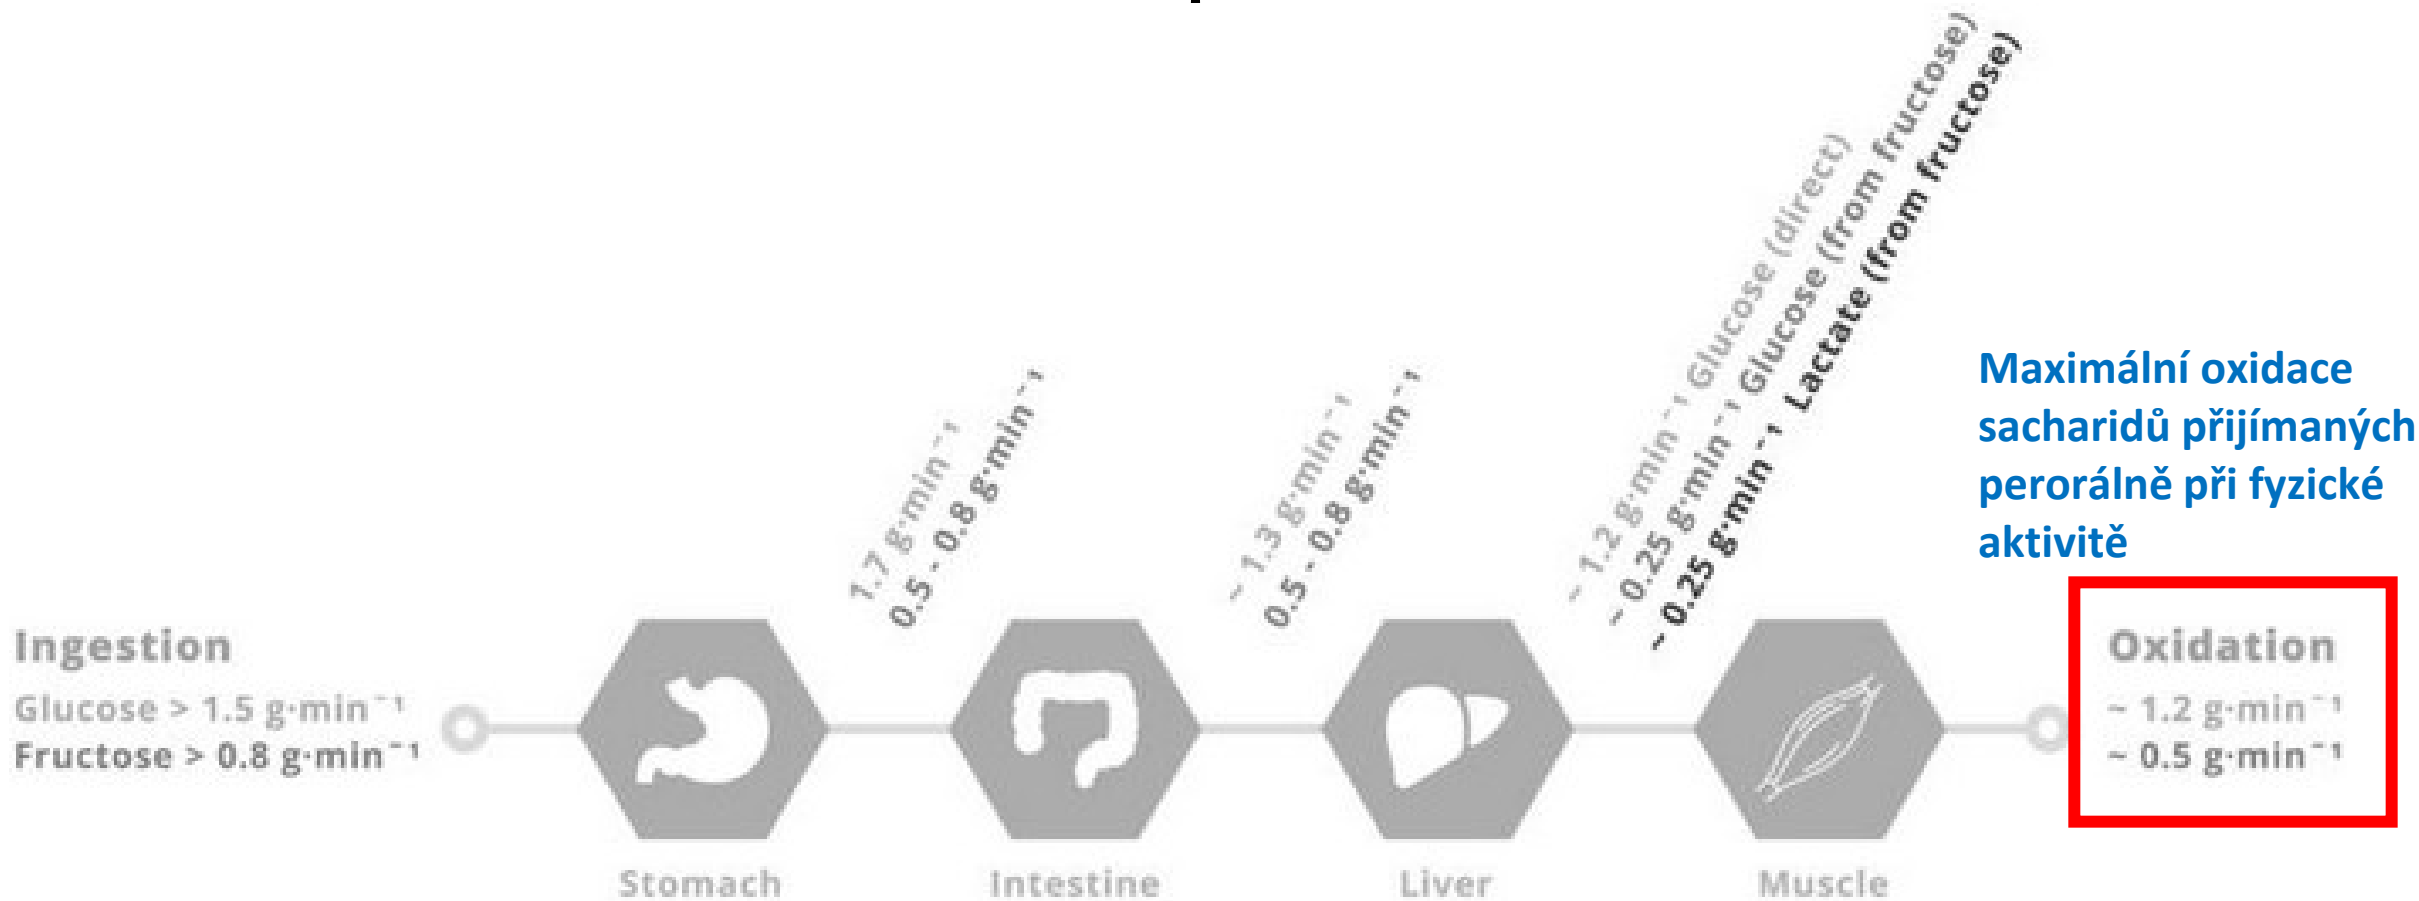 Ingestion
Glucose > 1.5 g·min⁻¹
Fructose > 0.8 g·min⁻¹
1.7 g·min⁻¹
0.5 - 0.8 g·min⁻¹
~ 1.3 g·min⁻¹
0.5 - 0.8 g·min⁻¹
~ 1.2 g·min⁻¹ Glucose (direct)
~ 0.25 g·min⁻¹ Glucose (from fructose)
~ 0.25 g·min⁻¹ Lactate (from fructose)
Maximální oxidace
sacharidů přijímaných
perorálně při fyzické
aktivitě
Oxidation
~ 1.2 g·min⁻¹
~ 0.5 g·min⁻¹
Stomach
Intestine
Liver
Muscle